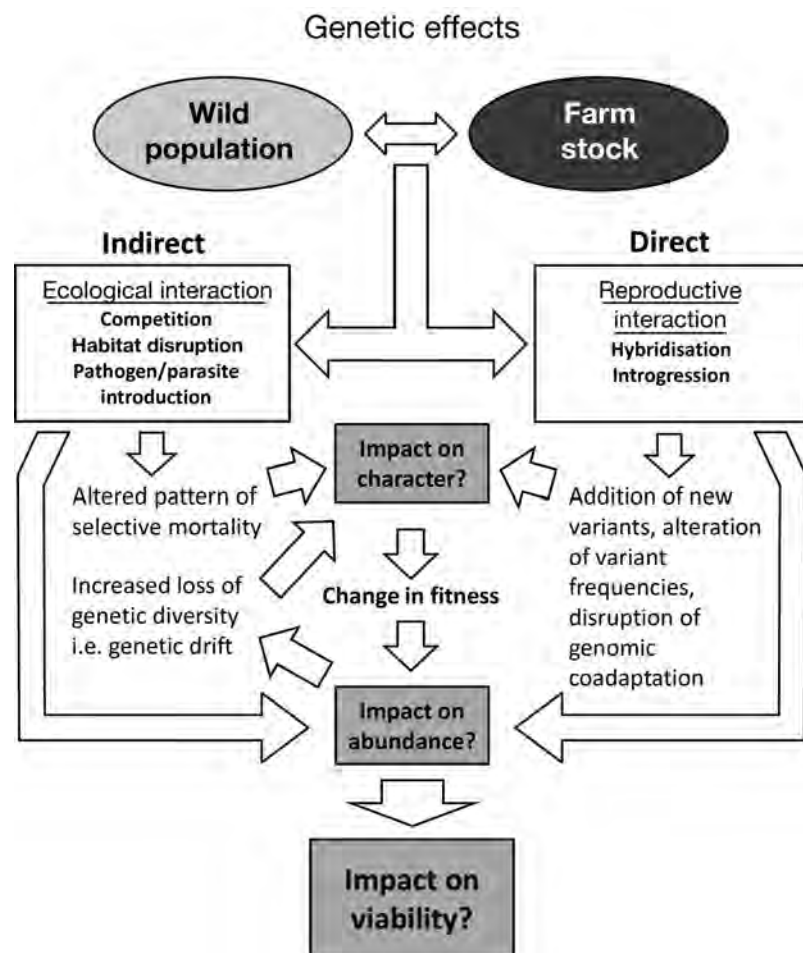 Genetic effects
Wild
population
Farm
stock
Indirect
Direct
Ecological interaction
Competition
Habitat disruption
Pathogen/parasite
introduction
Reproductive
interaction
Hybridisation
Introgression
Impact on
character?
Altered pattern of
selective mortality
Addition of new
variants, alteration
of variant
frequencies,
disruption of
genomic
coadaptation
Increased loss of
genetic diversity
i.e. genetic drift
Change in fitness
Impact on
abundance?
Impact on
viability?